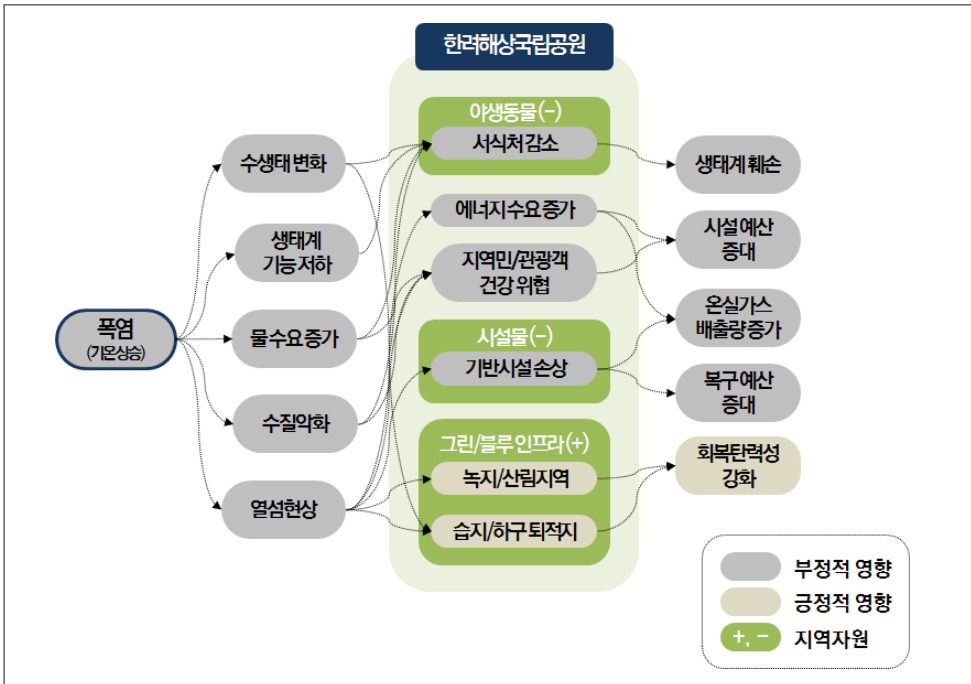 한려해상국립공원
야생동물 (-)
서식처 감소
수생태 변화
생태계 훼손
에너지 수요 증가
시설 예산
증대
생태계
기능 저하
지역민/관광객
건강 위협
온실가스
배출량 증가
폭염
(기온상승)
물 수요 증가
시설물 (-)
기반시설 손상
복구 예산
증대
수질악화
그린/블루 인프라 (+)
회복탄력성
강화
녹지/산림지역
열섬현상
습지/하구 퇴적지
부정적 영향
긍정적 영향
+, - 지역자원